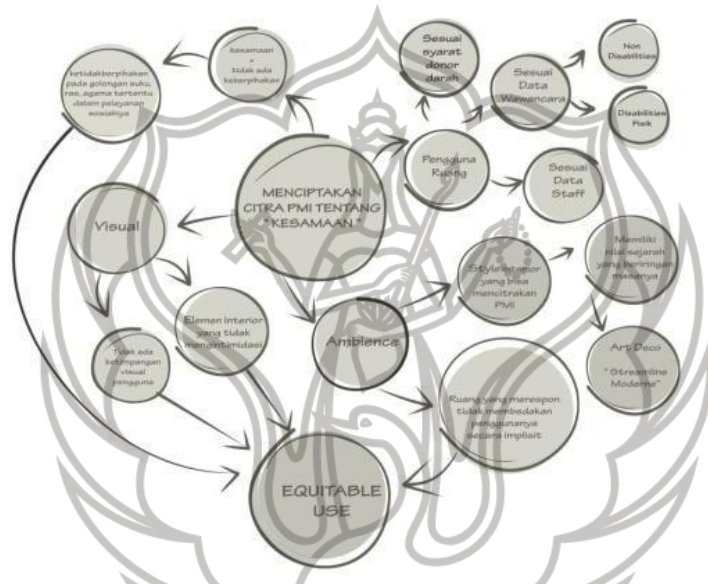 kesamaan
=
tidak ada
keberpihakan
ketidakberpihakan
pada golongan suku,
ras, agama tertentu
dalam pelayanan
sosialnya
Sesuai
syarat
donor
darah
Sesuai
Data
Wawancara
Non
Disabilities
Disabilities
Fisik
Pengguna
Ruang
Sesuai
Data
Staff
MENCIPTAKAN
CITRA PMI TENTANG
"KESAMAAN"
Visual
Elemen Interior
yang tidak
mengintimidasi
Tidak ada
ketimpangan
visual
pengguna
Ambience
Style interior
yang bisa
mencitrakan
PMI
Memiliki
nilai sejarah
yang beriringan
masanya
Art Deco
"Streamline
Moderne"
Ruang yang merespon
tidak membedakan
penggunanya
secara implisit
EQUITABLE
USE